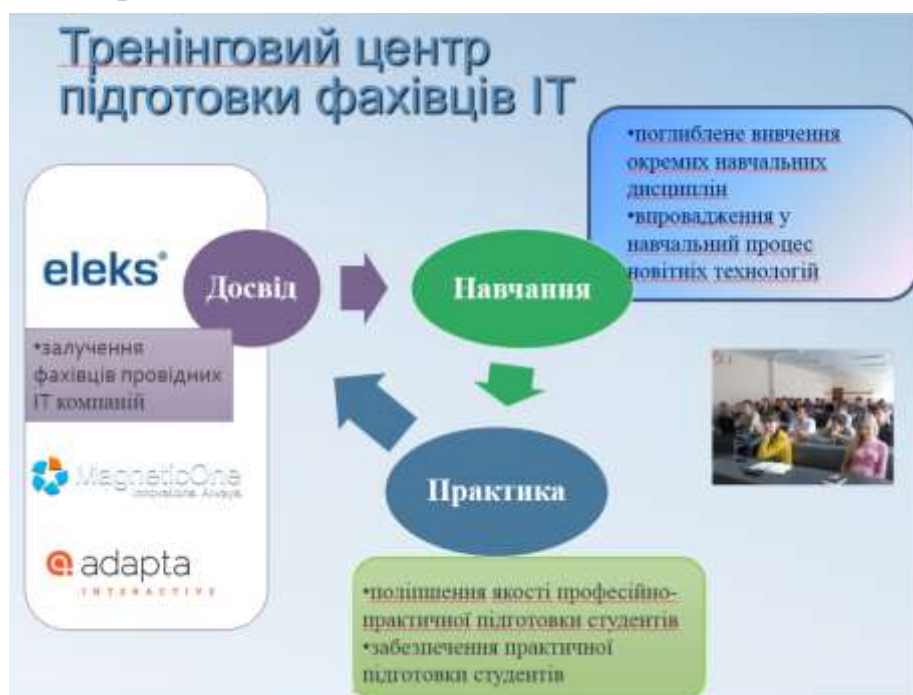 Тренінговий центр
підготовки фахівців ІТ
•поглиблене вивчення
окремих навчальних
дисциплін
•впровадження у
навчальний процес
новітніх технологій
eleks®
Досвід
Навчання
•залучення
фахівців провідних
ІТ компаній
MagneticOne
Innovations. Always.
Практика
adapta
INTERACTIVE
•поліпшення якості професійно-
практичної підготовки студентів
•забезпечення практичної
підготовки студентів